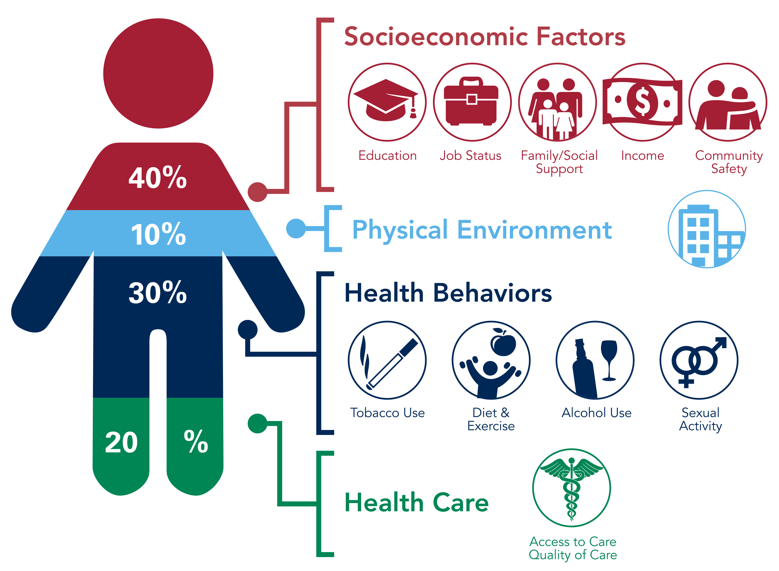 40%
10%
30%
20 %
Socioeconomic Factors
Education
Job Status
Family/Social
Support
$
Income
Community
Safety
Physical Environment
Health Behaviors
Tobacco Use
Diet &
Exercise
Alcohol Use
Sexual
Activity
Health Care
Access to Care
Quality of Care